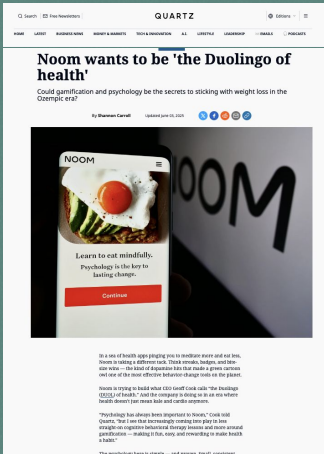 Search
Free Newsletters
QUARTZ
Editions
HOME
LATEST
BUSINESS NEWS
MONEY & MARKETS
TECH & INNOVATION
A.I.
LIFESTYLE
LEADERSHIP
EMAILS
PODCASTS
Noom wants to be 'the Duolingo of
health'
Could gamification and psychology be the secrets to sticking with weight loss in the
Ozempic era?
By Shannon Carroll
Updated June 20, 2025
NOOM
Learn to eat mindfully.
Psychology is the key to
lasting change.
Continue
NOOM
In a sea of health apps pinging you to meditate more and eat less,
Noom is taking a different tack. Think streaks, badges, and bite-
size wins — the kind of dopamine hits that made a green cartoon
owl one of the most effective behavior-change tools on the planet.
Noom is trying to build what CEO Geoff Cook calls "the Duolingo
(DUOL) of health." And the company is doing so in an era where
health doesn't just mean kale and cardio anymore.
"Psychology has always been important to Noom," Cook told
Quartz, "but I see that increasingly coming into play in less
straight-on cognitive behavioral therapy lessons and more around
gamification — making it fun, easy, and rewarding to make health
a habit."